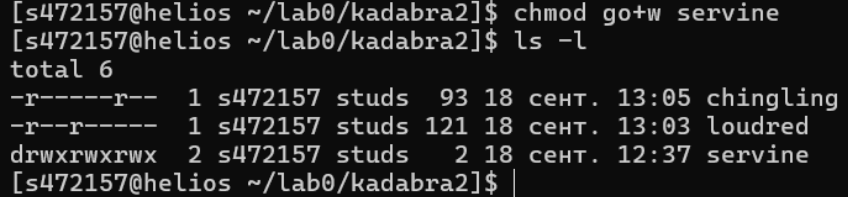 [s472157@helios ~/lab0/kadabra2]$ chmod go+w servine
[s472157@helios ~/lab0/kadabra2]$ ls -l
total 6
-r-----r--  1 s472157 studs   93 18 сент. 13:05 chingling
-r--r-----  1 s472157 studs  121 18 сент. 13:03 loudred
drwxrwxrwx  2 s472157 studs    2 18 сент. 12:37 servine
[s472157@helios ~/lab0/kadabra2]$